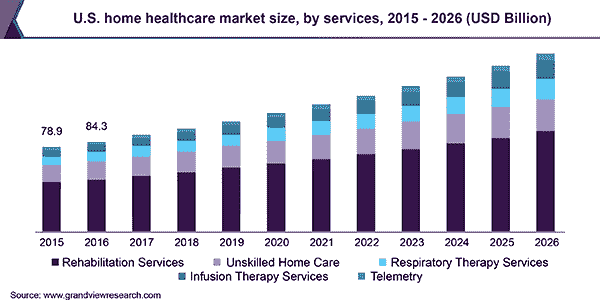 U.S. home healthcare market size, by services, 2015 - 2026 (USD Billion)
78.9
84.3
2015 2016 2017 2018 2019 2020 2021 2022 2023 2024 2025 2026
Rehabilitation Services Unskilled Home Care Respiratory Therapy Services
Infusion Therapy Services Telemetry
Source: www.grandviewresearch.com